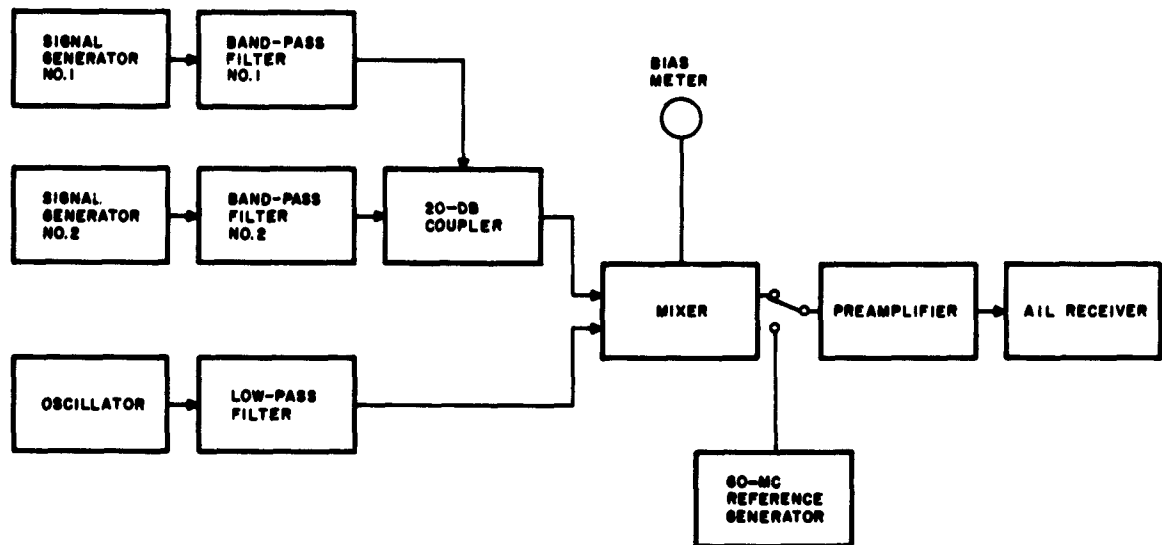 SIGNAL
GENERATOR
NO.1
BAND-PASS
FILTER
NO.1
BIAS
METER
SIGNAL
GENERATOR
NO.2
BAND-PASS
FILTER
NO.2
20-DB
COUPLER
MIXER
PREAMPLIFIER
AIL RECEIVER
OSCILLATOR
LOW-PASS
FILTER
60-MC
REFERENCE
GENERATOR